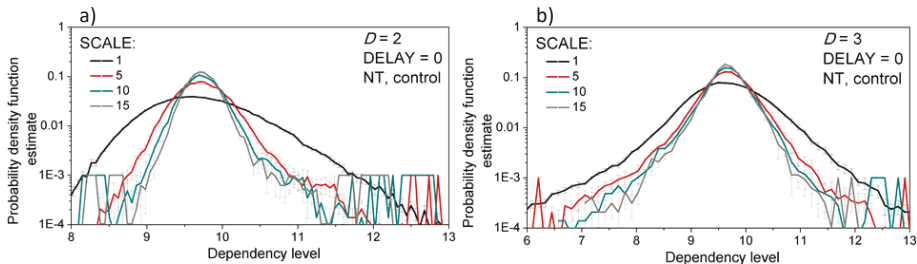 a)
SCALE:
1
5
10
15
D = 2
DELAY = 0
NT, control
Probability density function
estimate
1
0.1
0.01
1E-3
1E-4
8 9 10 11 12 13
Dependency level
b)
SCALE:
1
5
10
15
D = 3
DELAY = 0
NT, control
Probability density function
estimate
1
0.1
0.01
1E-3
1E-4
6 7 8 9 10 11 12 13
Dependency level